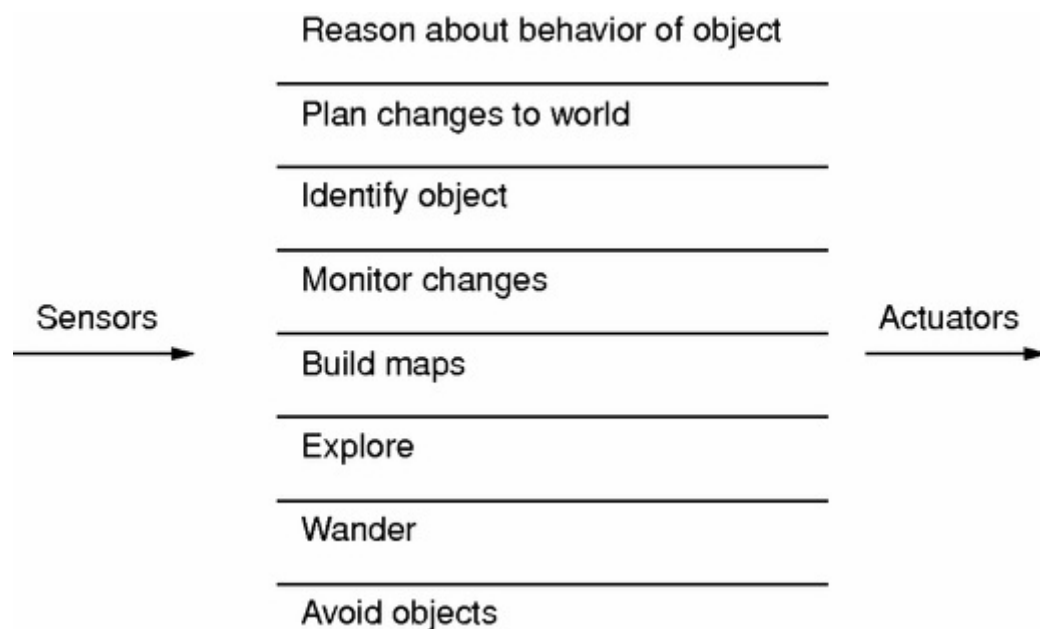 Reason about behavior of object
Plan changes to world
Identify object
Monitor changes
Sensors
Actuators
Build maps
Explore
Wander
Avoid objects